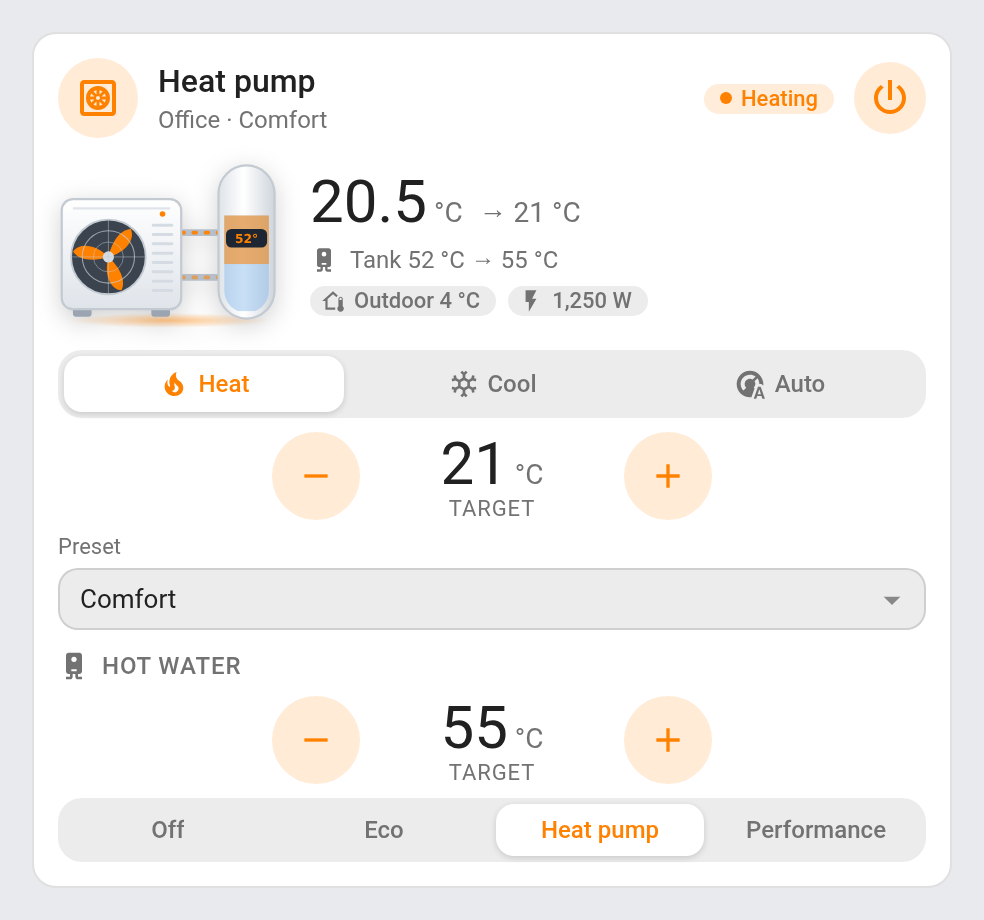 Heat pump
Office · Comfort
Heating
20.5 °C → 21 °C
52°
Tank 52 °C → 55 °C
Outdoor 4 °C
1,250 W
Heat
Cool
Auto
21 °C
TARGET
Preset
Comfort
HOT WATER
55 °C
TARGET
Off
Eco
Heat pump
Performance